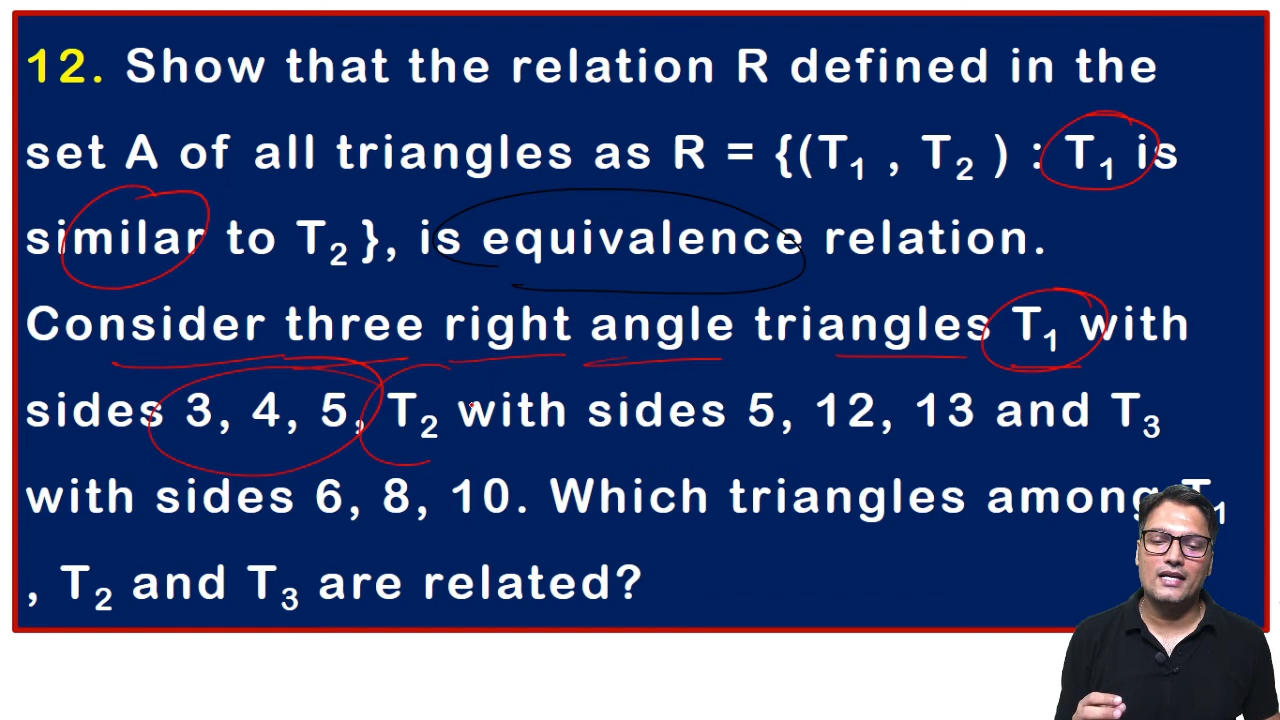 12. Show that the relation R defined in the
set A of all triangles as R = {(T₁ , T₂ ) : T₁ is
similar to T₂ }, is equivalence relation.
Consider three right angle triangles T₁ with
sides 3, 4, 5, T₂ with sides 5, 12, 13 and T₃
with sides 6, 8, 10. Which triangles among T₁
, T₂ and T₃ are related?